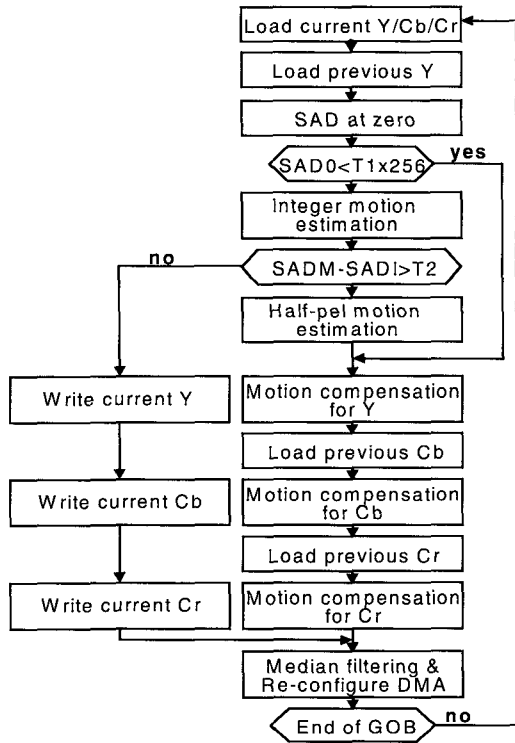 Load current Y/Cb/Cr
Load previous Y
SAD at zero
SAD0<T1x256
yes
Integer motion
estimation
no
SADM-SADI>T2
Half-pel motion
estimation
Write current Y
Motion compensation
for Y
Load previous Cb
Write current Cb
Motion compensation
for Cb
Load previous Cr
Write current Cr
Motion compensation
for Cr
Median filtering &
Re-configure DMA
End of GOB
no